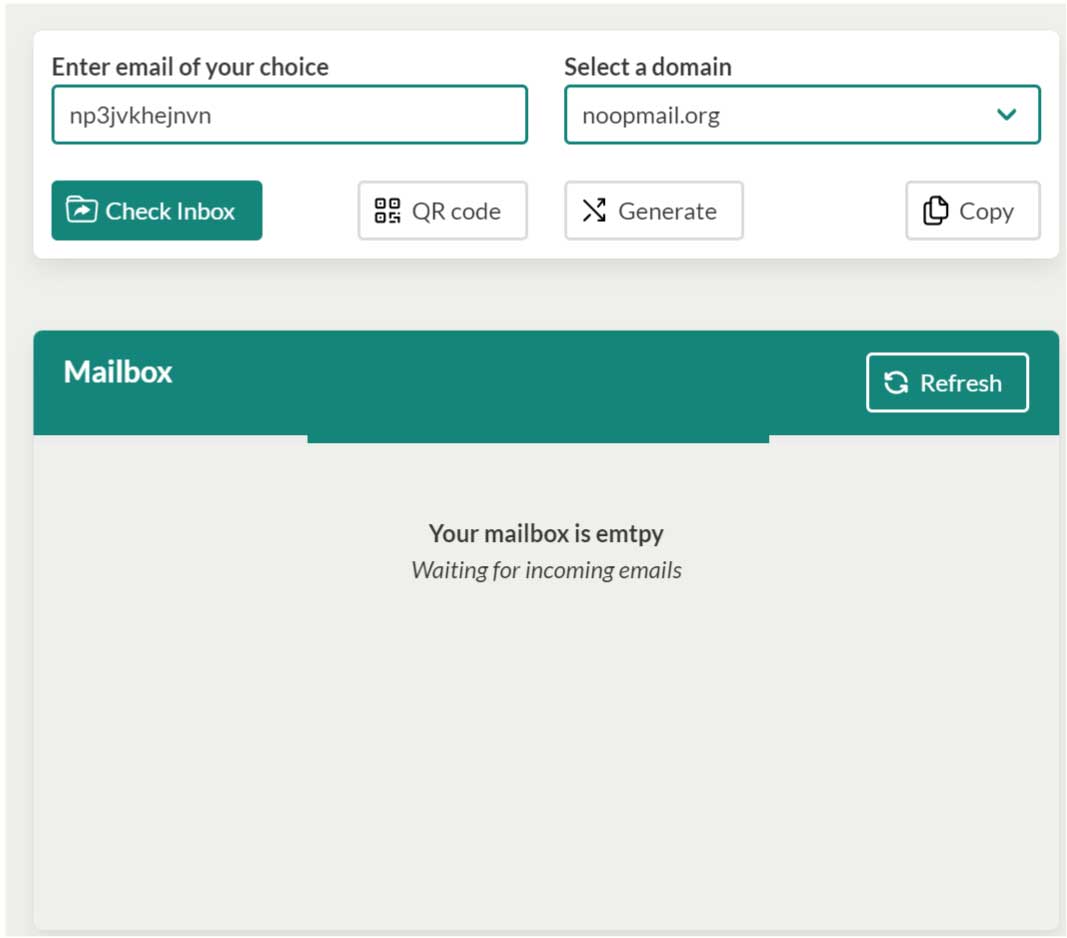 Enter email of your choice
Select a domain
np3jvkhejnvn
noopmail.org
Check Inbox
QR code
Generate
Copy
Mailbox
Refresh
Your mailbox is emtpy
Waiting for incoming emails